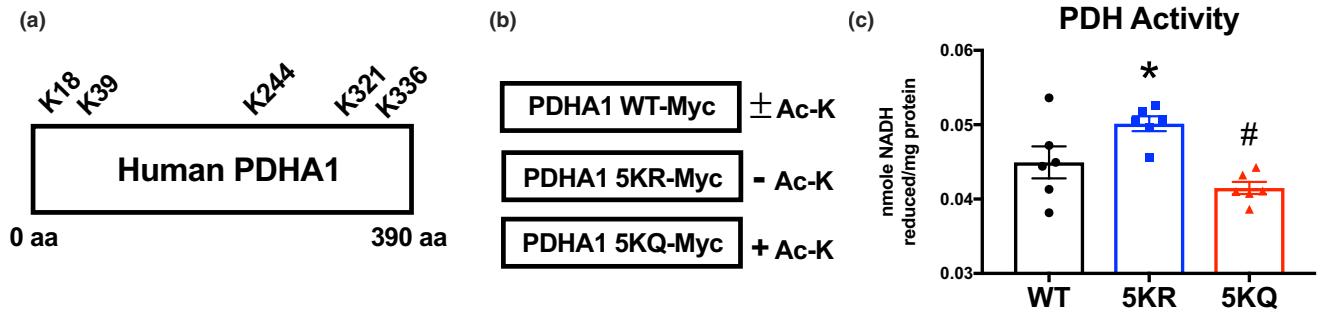 (a)
K18
K39
K244
K321
K336
Human PDHA1
0 aa
390 aa
(b)
PDHA1 WT-Myc
± Ac-K
PDHA1 5KR-Myc
- Ac-K
PDHA1 5KQ-Myc
+ Ac-K
(c)
PDH Activity
nmole NADH
reduced/mg protein
0.06
0.05
0.04
0.03
*
#
WT
5KR
5KQ